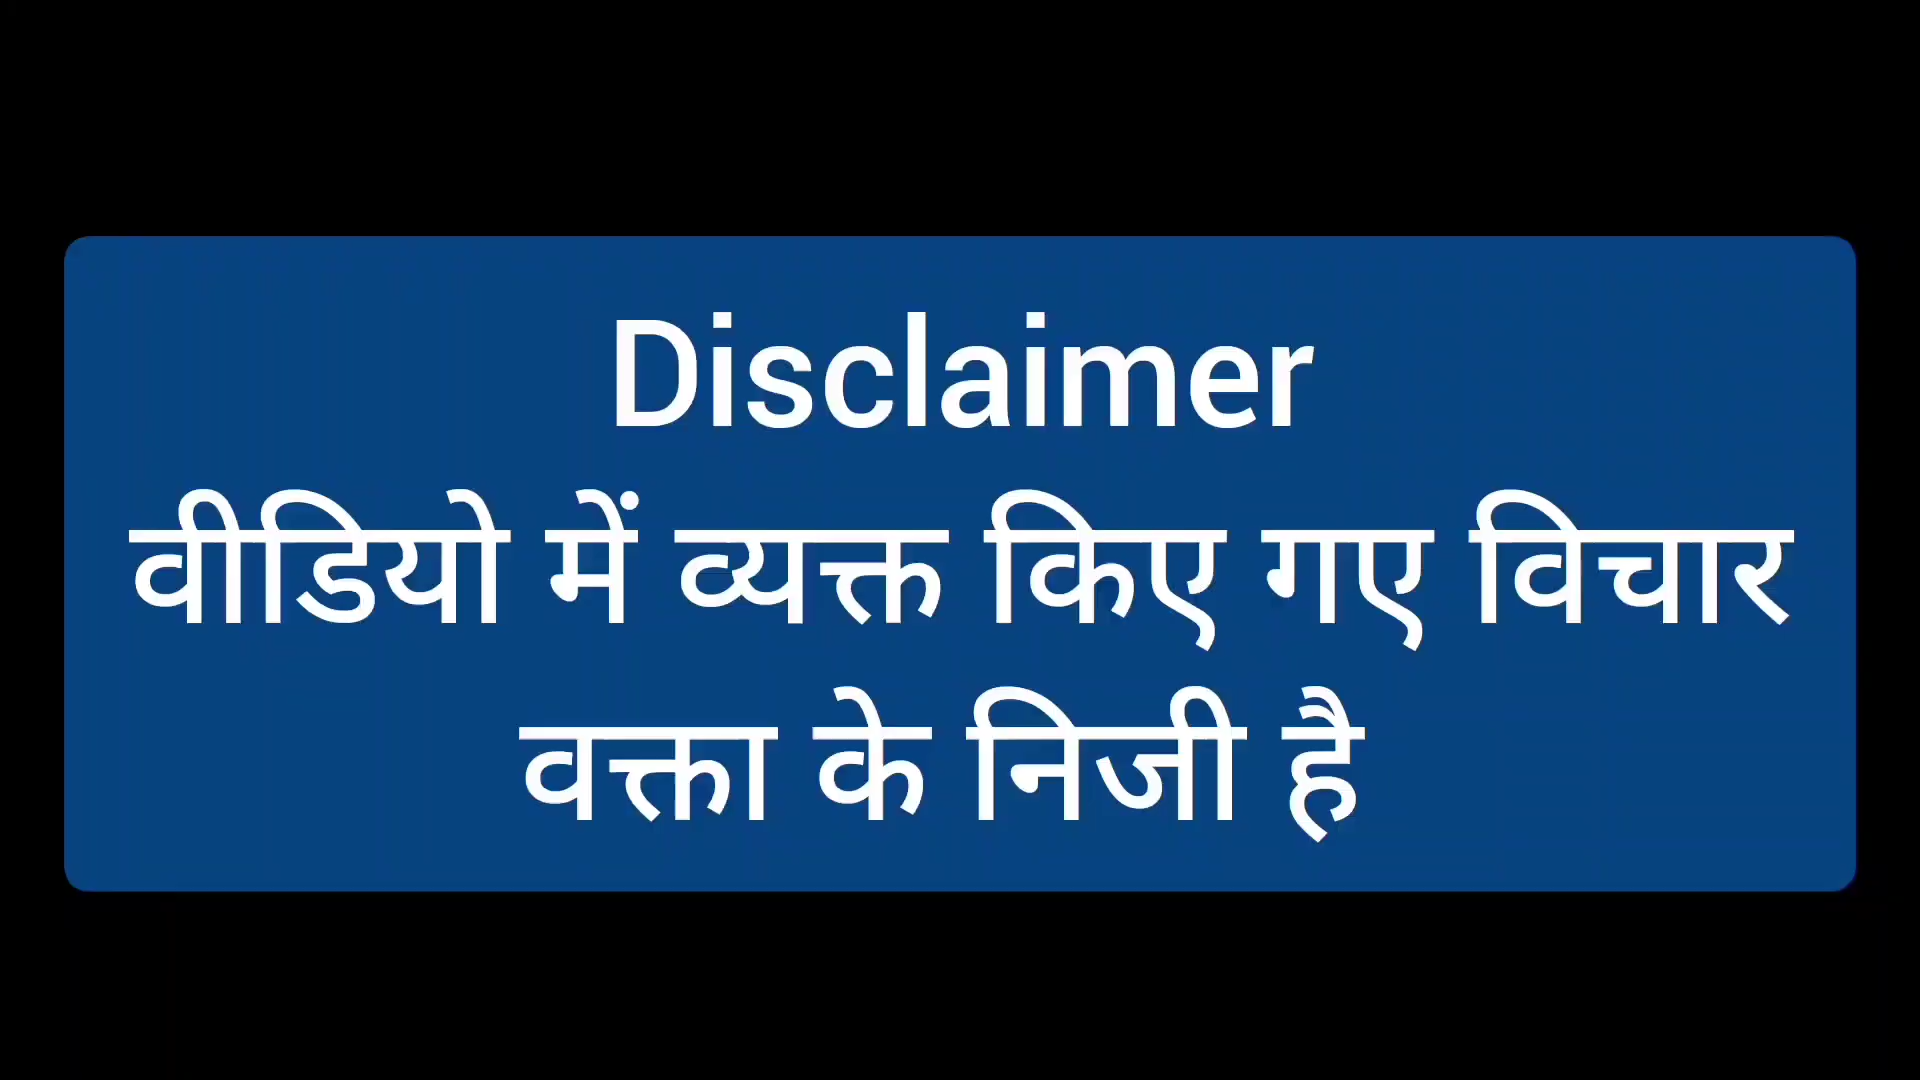 Disclaimer
वीडियो में व्यक्त किए गए विचार
वक्ता के निजी है